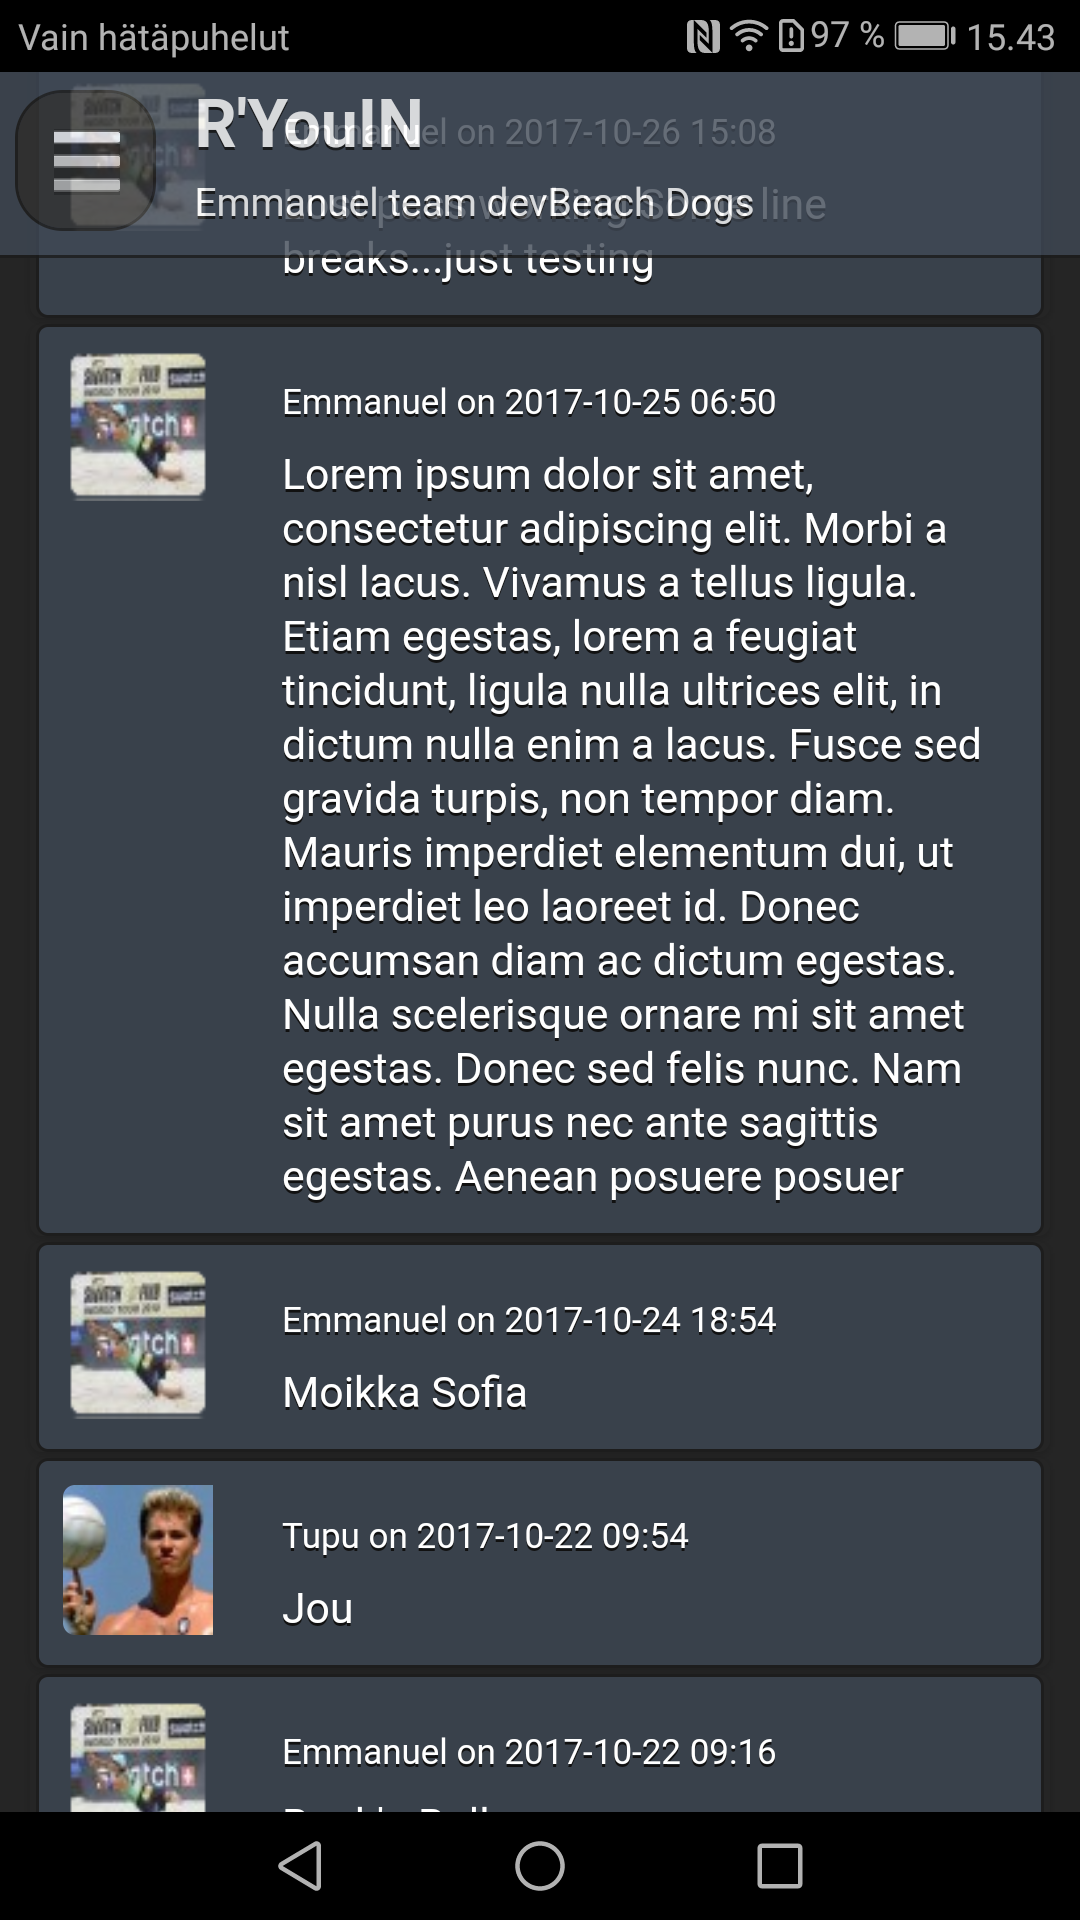 Vain hätäpuhelut 97 % 15.43
R'YouIN
Emmanuel on 2017-10-26 15:08
Emmanuel team devBeach Dogs
line
breaks...just testing
Emmanuel on 2017-10-25 06:50
Lorem ipsum dolor sit amet,
consectetur adipiscing elit. Morbi a
nisl lacus. Vivamus a tellus ligula.
Etiam egestas, lorem a feugiat
tincidunt, ligula nulla ultrices elit, in
dictum nulla enim a lacus. Fusce sed
gravida turpis, non tempor diam.
Mauris imperdiet elementum dui, ut
imperdiet leo laoreet id. Donec
accumsan diam ac dictum egestas.
Nulla scelerisque ornare mi sit amet
egestas. Donec sed felis nunc. Nam
sit amet purus nec ante sagittis
egestas. Aenean posuere posuer
Emmanuel on 2017-10-24 18:54
Moikka Sofia
Tupu on 2017-10-22 09:54
Jou
Emmanuel on 2017-10-22 09:16